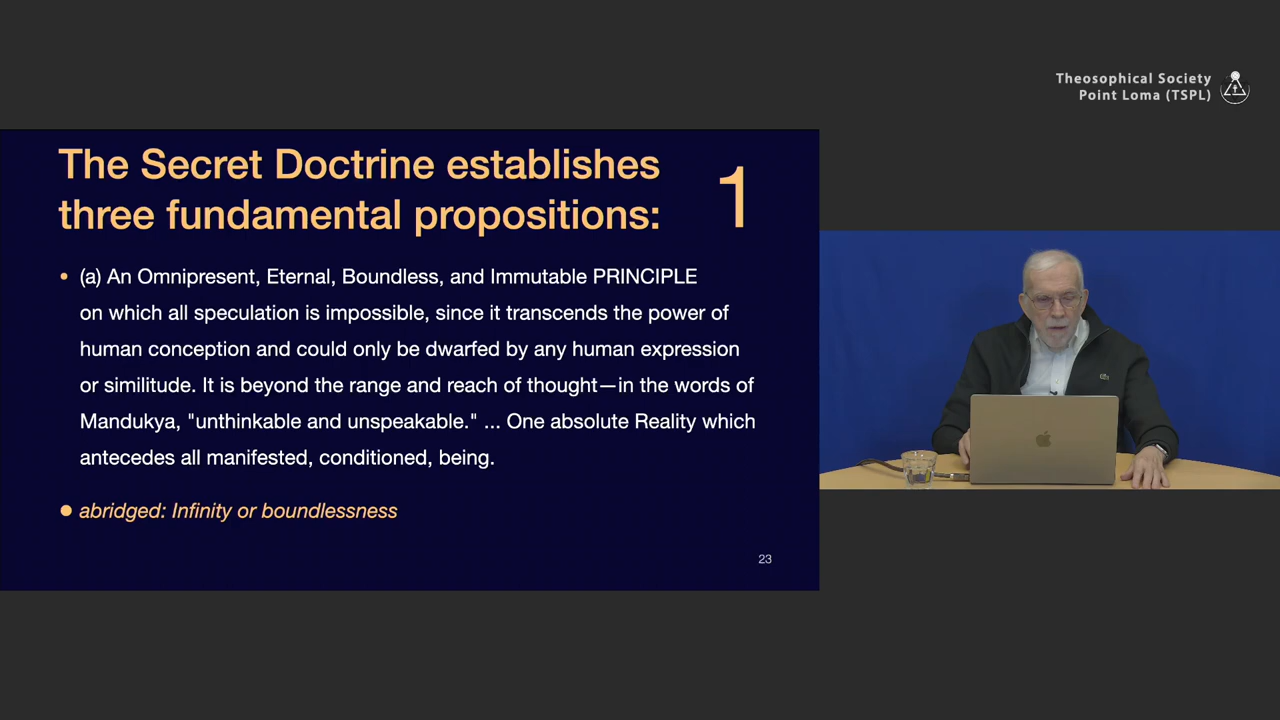 Theosophical Society
Point Loma (TSPL)
The Secret Doctrine establishes
three fundamental propositions:
1
• (a) An Omnipresent, Eternal, Boundless, and Immutable PRINCIPLE
on which all speculation is impossible, since it transcends the power of
human conception and could only be dwarfed by any human expression
or similitude. It is beyond the range and reach of thought—in the words of
Mandukya, "unthinkable and unspeakable." ... One absolute Reality which
antecedes all manifested, conditioned, being.
• abridged: Infinity or boundlessness
23